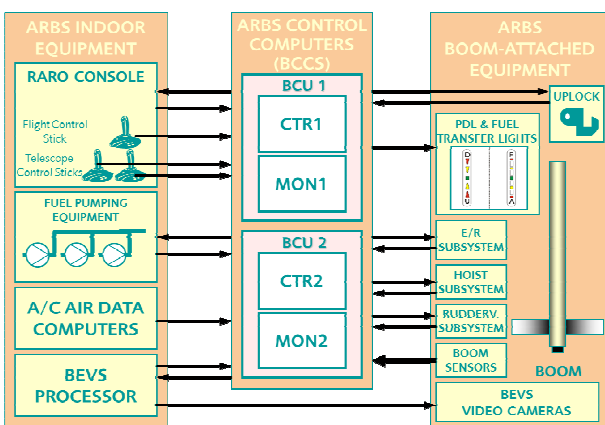 ARBS INDOOR
EQUIPMENT
RARO CONSOLE
Flight Control
Stick
Telescope
Control Sticks
FUEL PUMPING
EQUIPMENT
A/C AIR DATA
COMPUTERS
BEVS
PROCESSOR
ARBS CONTROL
COMPUTERS
(BCCS)
BCU 1
CTR1
MON1
BCU 2
CTR2
MON2
ARBS
BOOM-ATTACHED
EQUIPMENT
UPLOCK
PDL & FUEL
TRANSFER LIGHTS
E/R
SUBSYSTEM
HOIST
SUBSYSTEM
RUDDERV.
SUBSYSTEM
BOOM
SENSORS
BOOM
BEVS
VIDEO CAMERAS